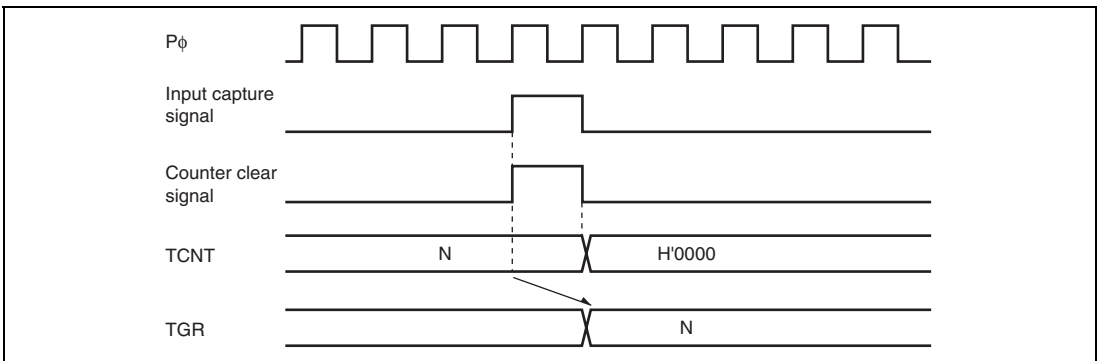 Pϕ
Input capture
signal
Counter clear
signal
TCNT
N
H'0000
TGR
N